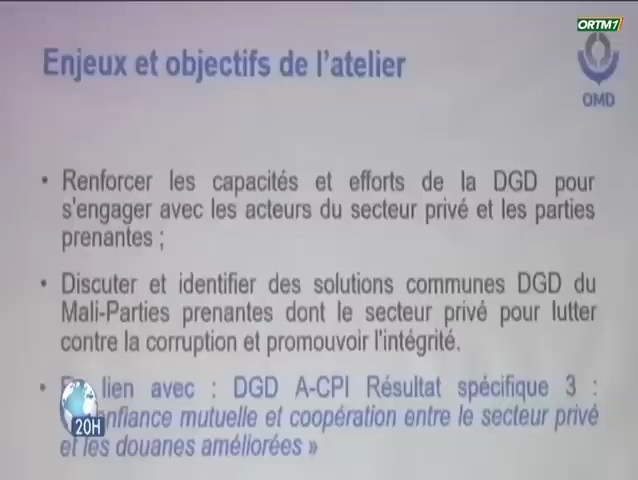 ORTM1
Enjeux et objectifs de l'atelier
OMD
• Renforcer les capacités et efforts de la DGD pour
s'engager avec les acteurs du secteur privé et les parties
prenantes ;
• Discuter et identifier des solutions communes DGD du
Mali-Parties prenantes dont le secteur privé pour lutter
contre la corruption et promouvoir l'intégrité.
• lien avec : DGD A-CPI Résultat spécifique 3 :
nfiance mutuelle et coopération entre le secteur privé
et les douanes améliorées »
20H